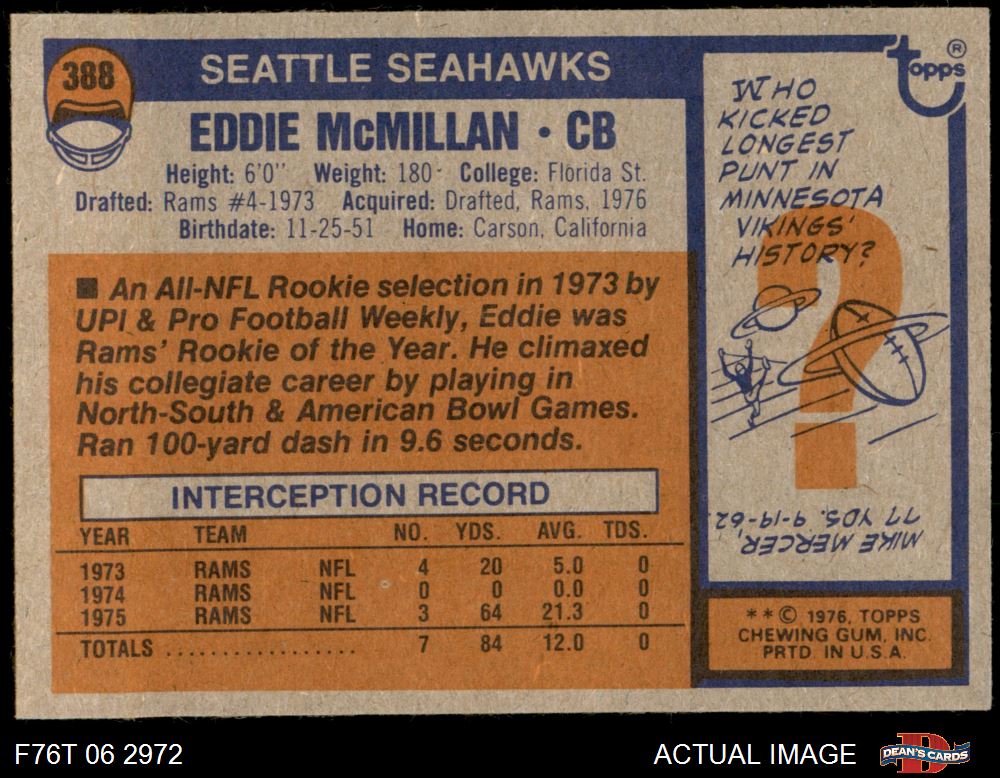 388
SEATTLE SEAHAWKS
EDDIE McMILLAN • CB
Height: 6'0" Weight: 180 College: Florida St.
Drafted: Rams #4-1973 Acquired: Drafted, Rams, 1976
Birthdate: 11-25-51 Home: Carson, California
■ An All-NFL Rookie selection in 1973 by
UPI & Pro Football Weekly, Eddie was
Rams' Rookie of the Year. He climaxed
his collegiate career by playing in
North-South & American Bowl Games.
Ran 100-yard dash in 9.6 seconds.
INTERCEPTION RECORD
YEAR TEAM NO. YDS. AVG. TDS.
1973 RAMS NFL 4 20 5.0 0
1974 RAMS NFL 0 0 0.0 0
1975 RAMS NFL 3 64 21.3 0
TOTALS ................. 7 84 12.0 0
Topps ®
WHO
KICKED
LONGEST
PUNT IN
MINNESOTA
VIKINGS'
HISTORY?
?
MIKE MERCER,
77 YDS. 9-19-62.
**© 1976, TOPPS
CHEWING GUM, INC.
PRTD. IN U.S.A.
F76T 06 2972
ACTUAL IMAGE
DEAN'S CARDS